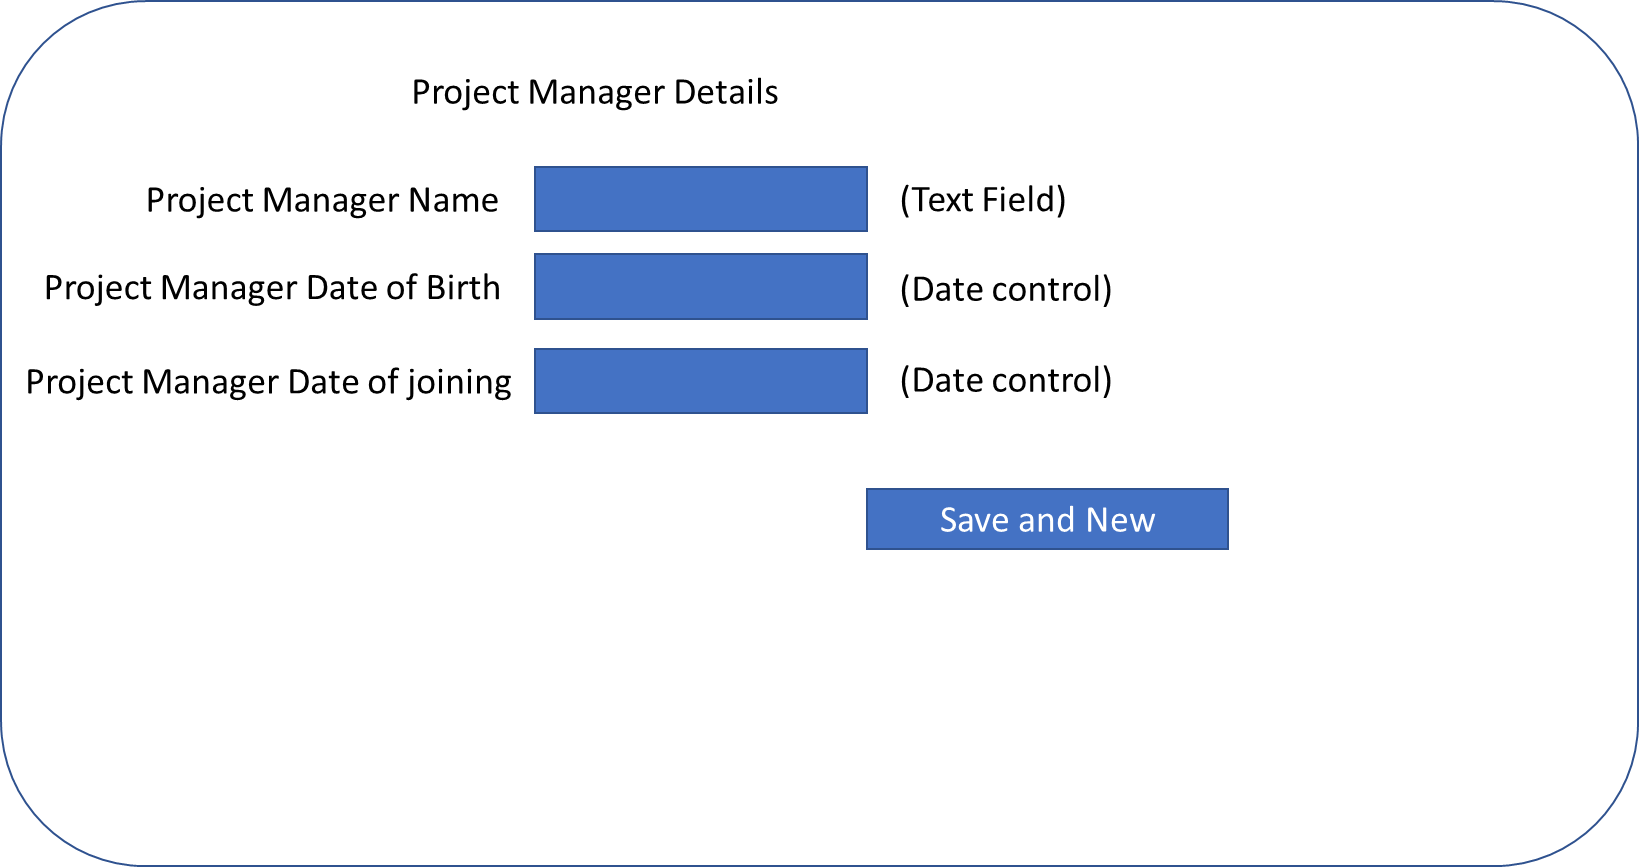 Project Manager Details
Project Manager Name (Text Field)
Project Manager Date of Birth (Date control)
Project Manager Date of joining (Date control)
Save and New